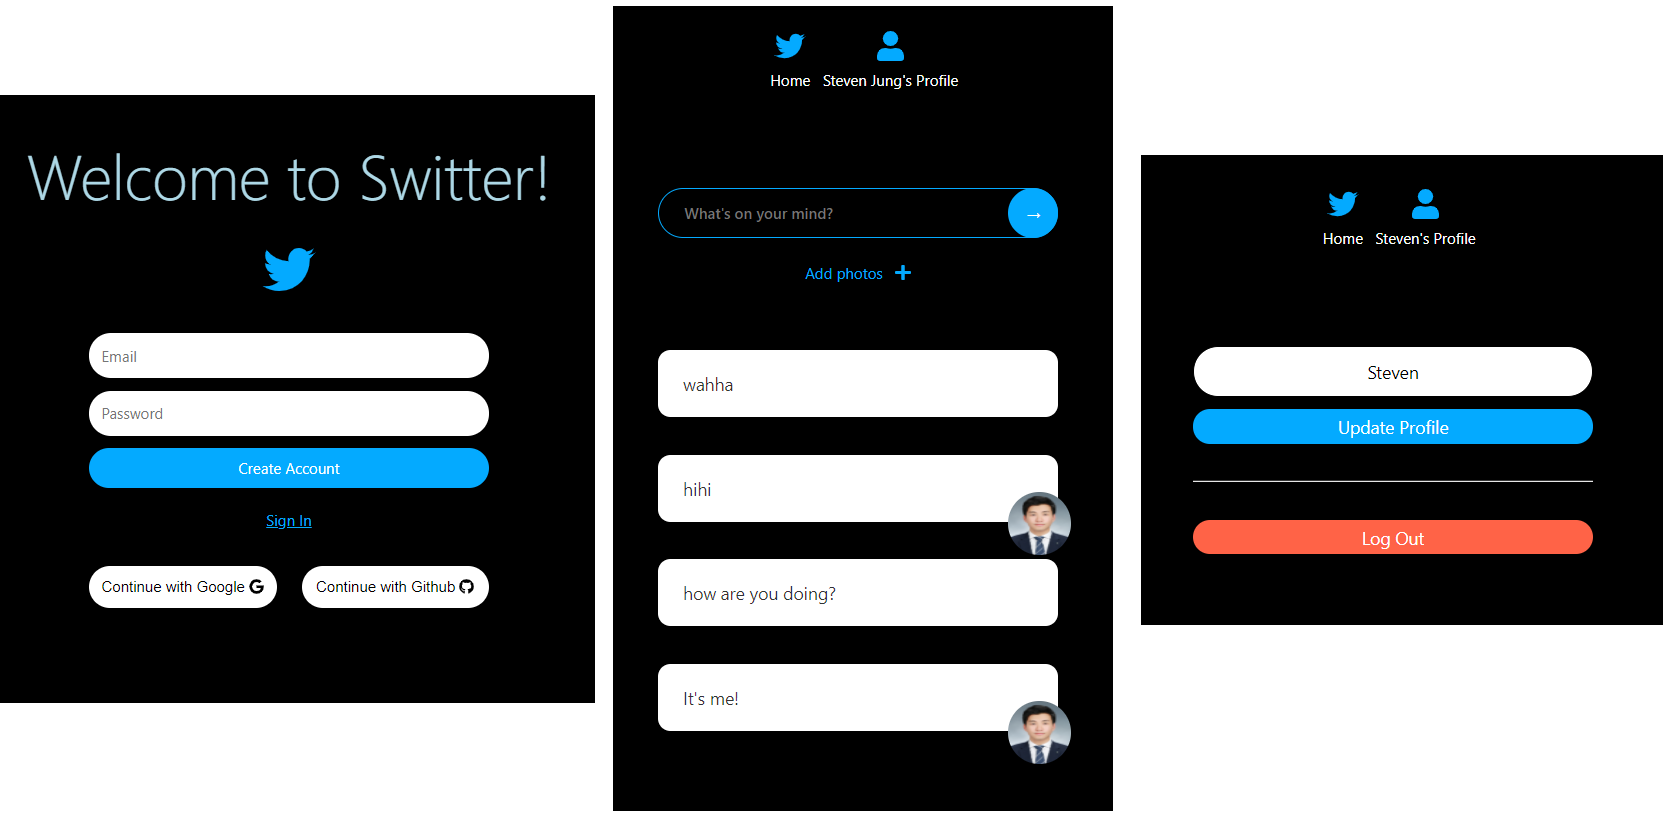 Welcome to Switter!
Email
Password
Create Account
Sign In
Continue with Google G
Continue with Github
Home Steven Jung's Profile
What's on your mind? →
Add photos +
wahha
hihi
how are you doing?
It's me!
Home Steven's Profile
Steven
Update Profile
Log Out